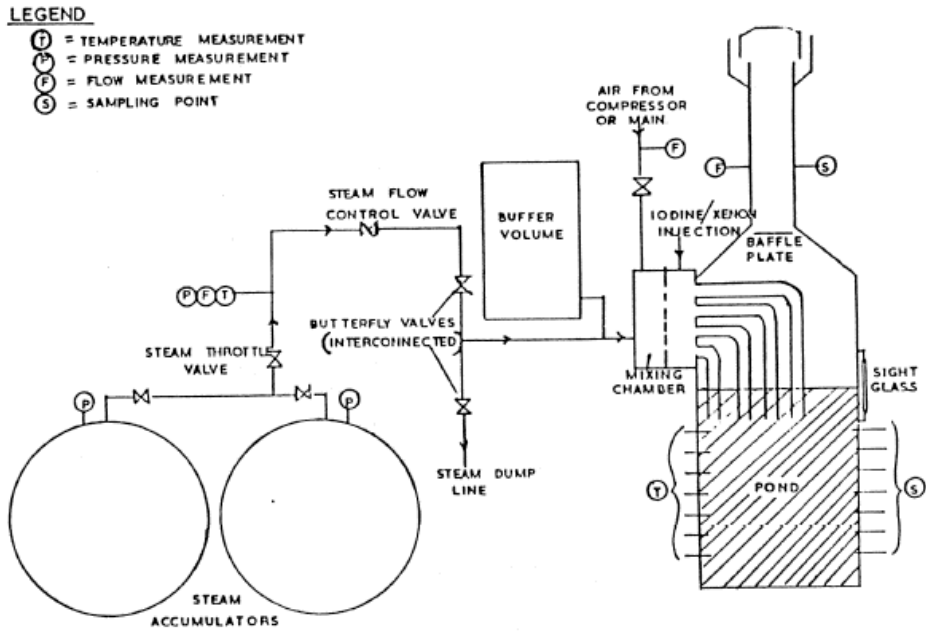 LEGEND
T = TEMPERATURE MEASUREMENT
P = PRESSURE MEASUREMENT
F = FLOW MEASUREMENT
S = SAMPLING POINT
AIR FROM
COMPRESSOR
OR MAIN.
F
F
S
STEAM FLOW
CONTROL VALVE
BUFFER
VOLUME
IODINE/XENON
INJECTION
BAFFLE
PLATE
P F T
BUTTERFLY VALVES
(INTERCONNECTED)
STEAM THROTTLE
VALVE
MIXING
CHAMBER
SIGHT
GLASS
P
P
STEAM DUMP
LINE
T
POND
S
STEAM
ACCUMULATORS